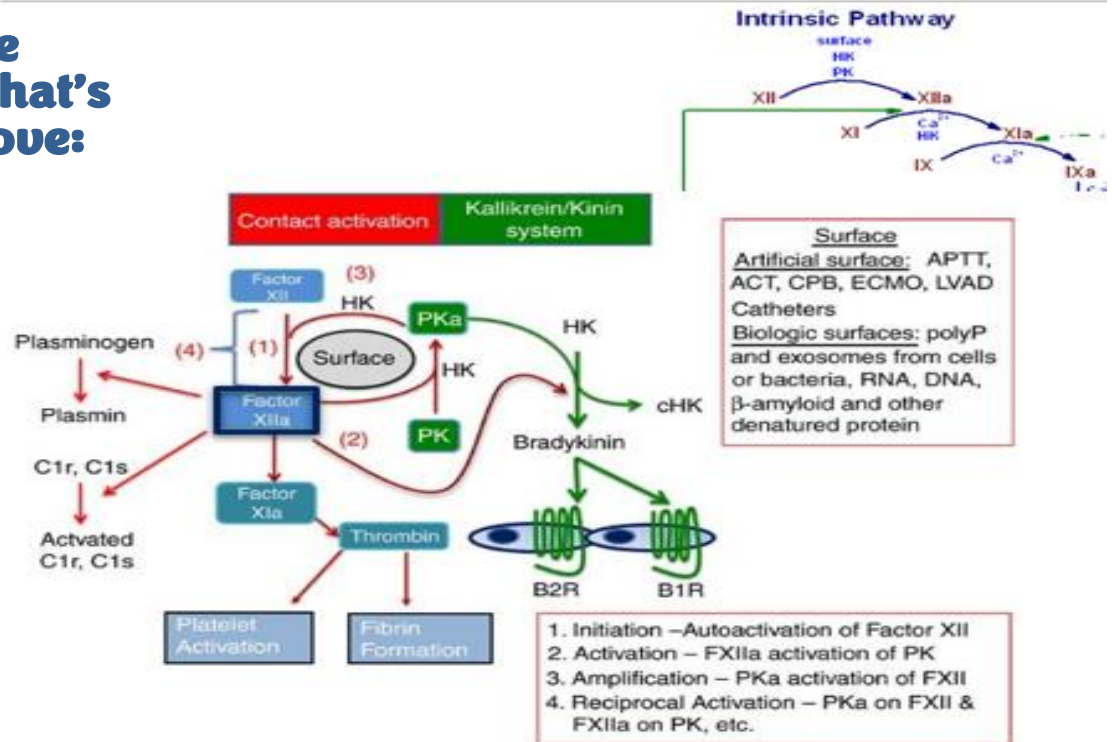 e
hat's
ove:
Intrinsic Pathway
surface
HK
PK
XII
XIIa
XI
Ca2+
HK
XIa
IX
Ca2+
IXa
Contact activation
Kallikrein/Kinin
system
Factor
XII
(3)
HK
PKa
HK
Plasminogen
(4)
(1)
Surface
HK
Factor
XIIa
cHK
Plasmin
(2)
PK
Bradykinin
C1r, C1s
Factor
XIa
Thrombin
Actvated
C1r, C1s
B2R
B1R
Platelet
Activation
Fibrin
Formation
Surface
Artificial surface: APTT,
ACT, CPB, ECMO, LVAD
Catheters
Biologic surfaces: polyP
and exosomes from cells
or bacteria, RNA, DNA,
β-amyloid and other
denatured protein
1. Initiation –Autoactivation of Factor XII
2. Activation – FXIIa activation of PK
3. Amplification – PKa activation of FXII
4. Reciprocal Activation – PKa on FXII &
FXIIa on PK, etc.